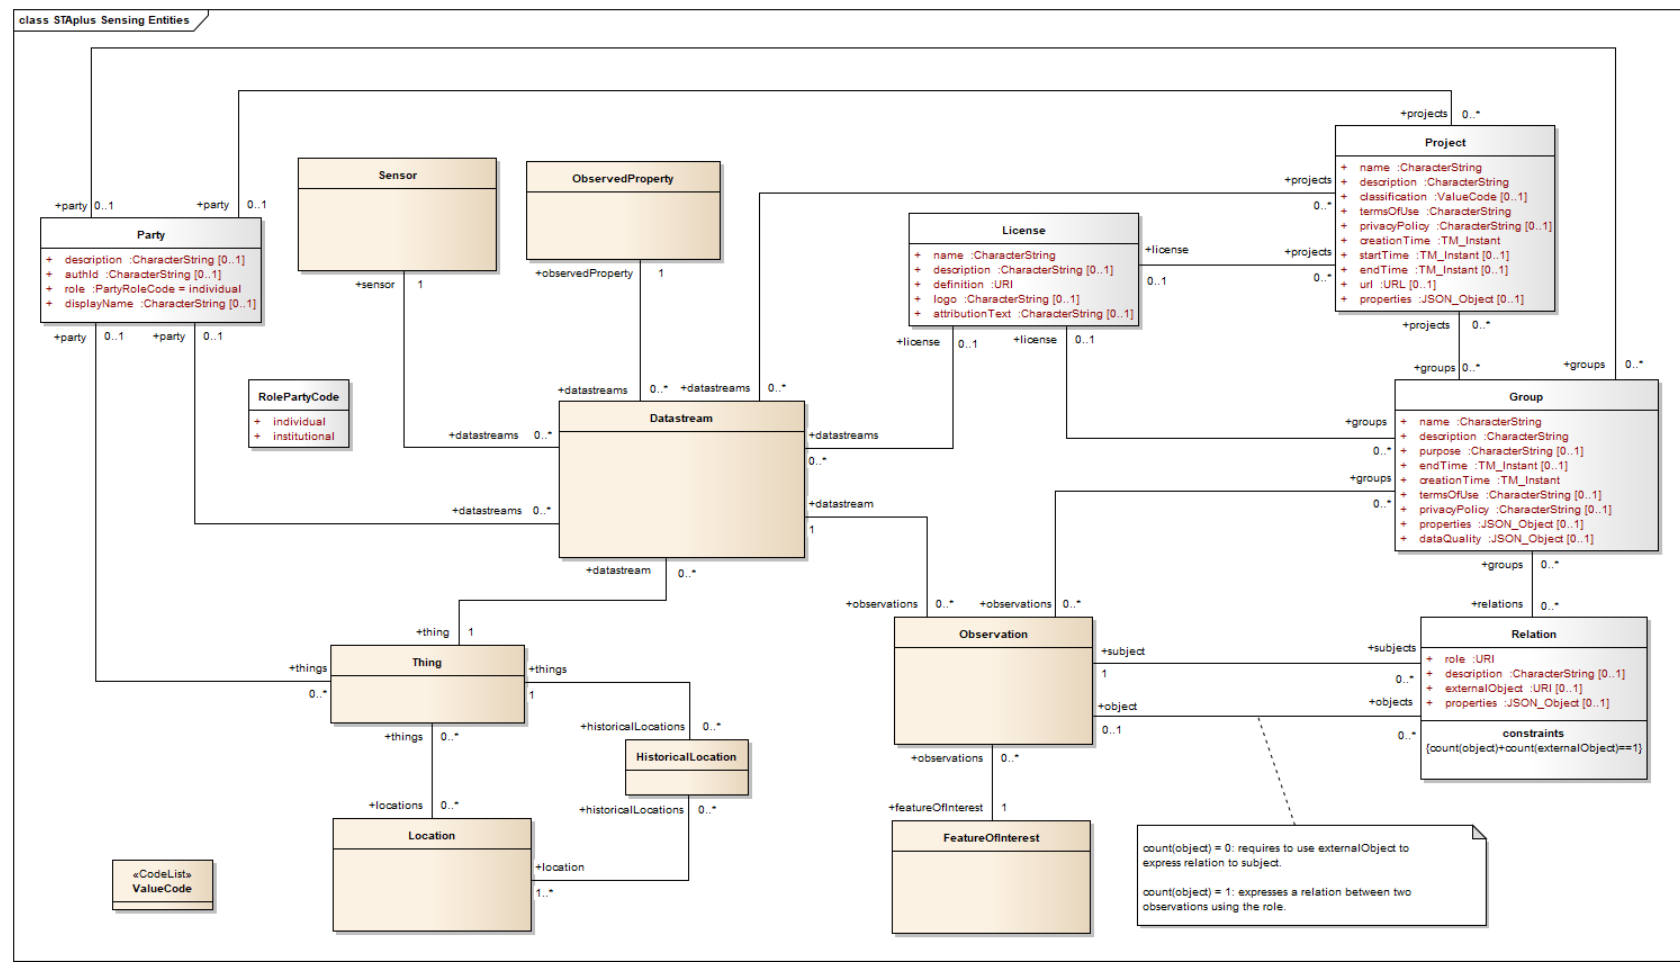 class STAplus Sensing Entities
+projects 0..*
Project
+ name :CharacterString
+ description :CharacterString
+ classification :ValueCode [0..1]
+ termsOfUse :CharacterString
+ privacyPolicy :CharacterString [0..1]
+ creationTime :TM_Instant
+ startTime :TM_Instant [0..1]
+ endTime :TM_Instant [0..1]
+ url :URL [0..1]
+ properties :JSON_Object [0..1]
Sensor
ObservedProperty
+projects
0..*
+party 0..1
+party 0..1
Party
+ description :CharacterString [0..1]
+ authId :CharacterString [0..1]
+ role :PartyRoleCode = individual
+ displayName :CharacterString [0..1]
License
+ name :CharacterString
+ description :CharacterString [0..1]
+ definition :URI
+ logo :CharacterString [0..1]
+ attributionText :CharacterString [0..1]
+license
0..1
+projects
0..*
+sensor 1
+observedProperty 1
+party 0..1
+party 0..1
+license 0..1
+license 0..1
+projects 0..*
+groups 0..*
+groups 0..*
RolePartyCode
+ individual
+ institutional
+datastreams 0..*
+datastreams 0..*
Datastream
+datastreams 0..*
+datastreams
0..*
+datastreams 0..*
+datastream
1
+datastream 0..*
+groups
0..*
+groups
0..*
Group
+ name :CharacterString
+ description :CharacterString
+ purpose :CharacterString [0..1]
+ endTime :TM_Instant [0..1]
+ creationTime :TM_Instant
+ termsOfUse :CharacterString [0..1]
+ privacyPolicy :CharacterString [0..1]
+ properties :JSON_Object [0..1]
+ dataQuality :JSON_Object [0..1]
+groups 0..*
+relations 0..*
+observations 0..*
+observations 0..*
Observation
+subject
1
+subjects
0..*
+object
0..1
+objects
0..*
Relation
+ role :URI
+ description :CharacterString [0..1]
+ externalObject :URI [0..1]
+ properties :JSON_Object [0..1]
constraints
{count(object)+count(externalObject)==1}
+thing 1
+things
0..*
Thing
+things
1
+historicalLocations 0..*
HistoricalLocation
+historicalLocations 0..*
+things 0..*
+locations 0..*
Location
+location
1..*
+observations 0..*
+featureOfInterest 1
FeatureOfInterest
count(object) = 0: requires to use externalObject to
express relation to subject.
count(object) = 1: expresses a relation between two
observations using the role.
«CodeList»
ValueCode